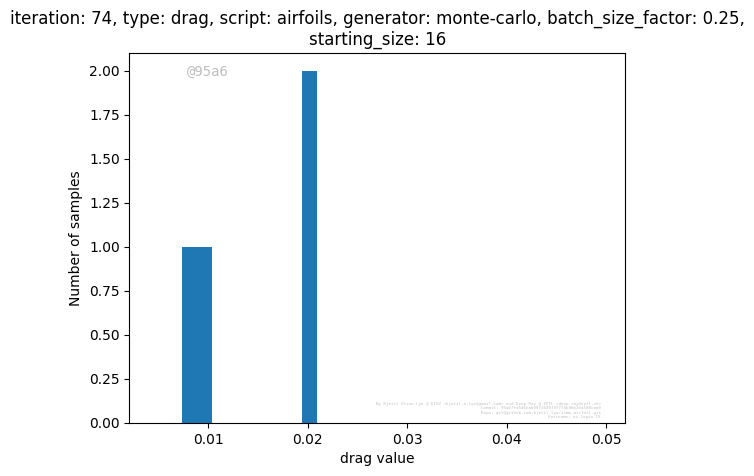 iteration: 74, type: drag, script: airfoils, generator: monte-carlo, batch_size_factor: 0.25,
starting_size: 16
@95a6
2.00
1.75
1.50
1.25
1.00
0.75
0.50
0.25
0.00
Number of samples
0.01
0.02
0.03
0.04
0.05
drag value